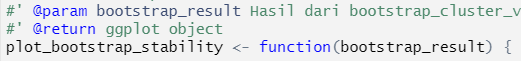 #' @param bootstrap_result Hasil dari bootstrap_cluster_v
#' @return ggplot object
plot_bootstrap_stability <- function(bootstrap_result) {